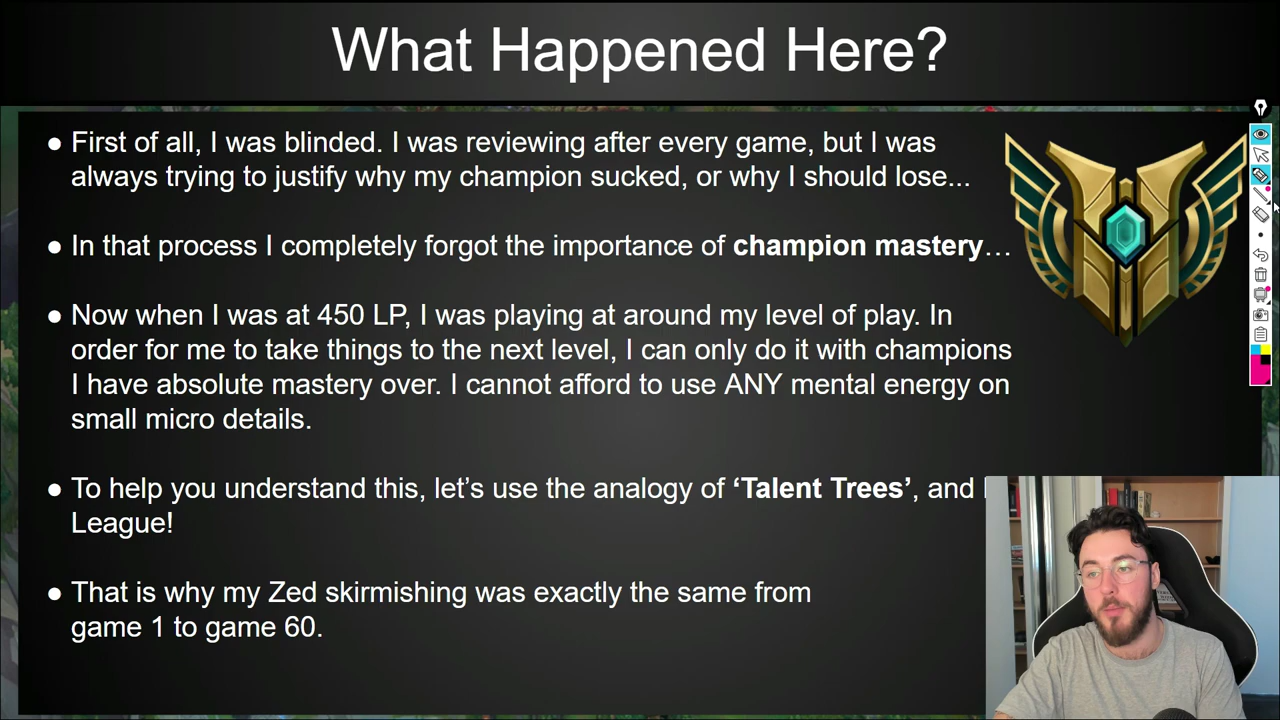 What Happened Here?
● First of all, I was blinded. I was reviewing after every game, but I was
always trying to justify why my champion sucked, or why I should lose...
● In that process I completely forgot the importance of champion mastery…
● Now when I was at 450 LP, I was playing at around my level of play. In
order for me to take things to the next level, I can only do it with champions
I have absolute mastery over. I cannot afford to use ANY mental energy on
small micro details.
● To help you understand this, let’s use the analogy of ‘Talent Trees’, and
League!
● That is why my Zed skirmishing was exactly the same from
game 1 to game 60.